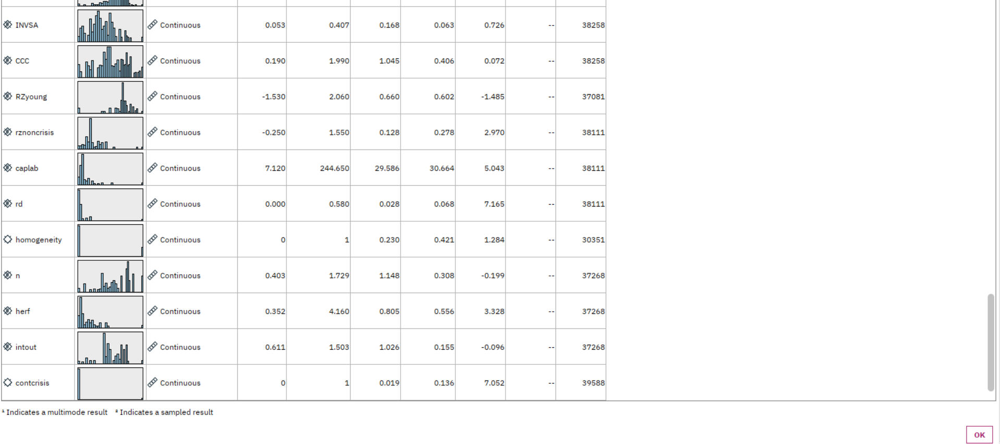 INVSA Continuous 0.053 0.407 0.168 0.063 0.726 -- 38258
CCC Continuous 0.190 1.990 1.045 0.406 0.072 -- 38258
RZyoung Continuous -1.530 2.060 0.660 0.602 -1.485 -- 37081
rznoncrisis Continuous -0.250 1.550 0.128 0.278 2.970 -- 38111
caplab Continuous 7.120 244.650 29.586 30.664 5.043 -- 38111
rd Continuous 0.000 0.580 0.028 0.068 7.165 -- 38111
homogeneity Continuous 0 1 0.230 0.421 1.284 -- 30351
n Continuous 0.403 1.729 1.148 0.308 -0.199 -- 37268
herf Continuous 0.352 4.160 0.805 0.556 3.328 -- 37268
intout Continuous 0.611 1.503 1.026 0.155 -0.096 -- 37268
contcrisis Continuous 0 1 0.019 0.136 7.052 -- 39588
¹ Indicates a multimode result ² Indicates a sampled result
OK